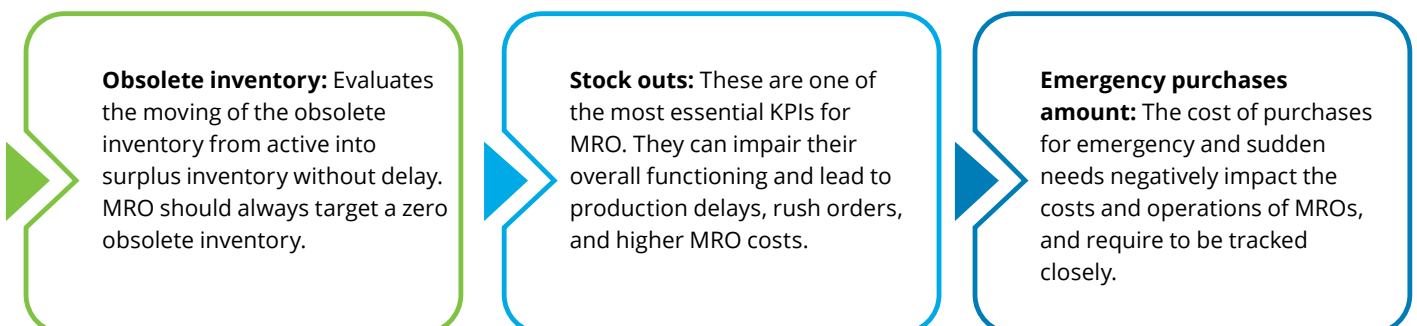 Obsolete inventory: Evaluates
the moving of the obsolete
inventory from active into
surplus inventory without delay.
MRO should always target a zero
obsolete inventory.
Stock outs: These are one of
the most essential KPIs for
MRO. They can impair their
overall functioning and lead to
production delays, rush orders,
and higher MRO costs.
Emergency purchases
amount: The cost of purchases
for emergency and sudden
needs negatively impact the
costs and operations of MROs,
and require to be tracked
closely.